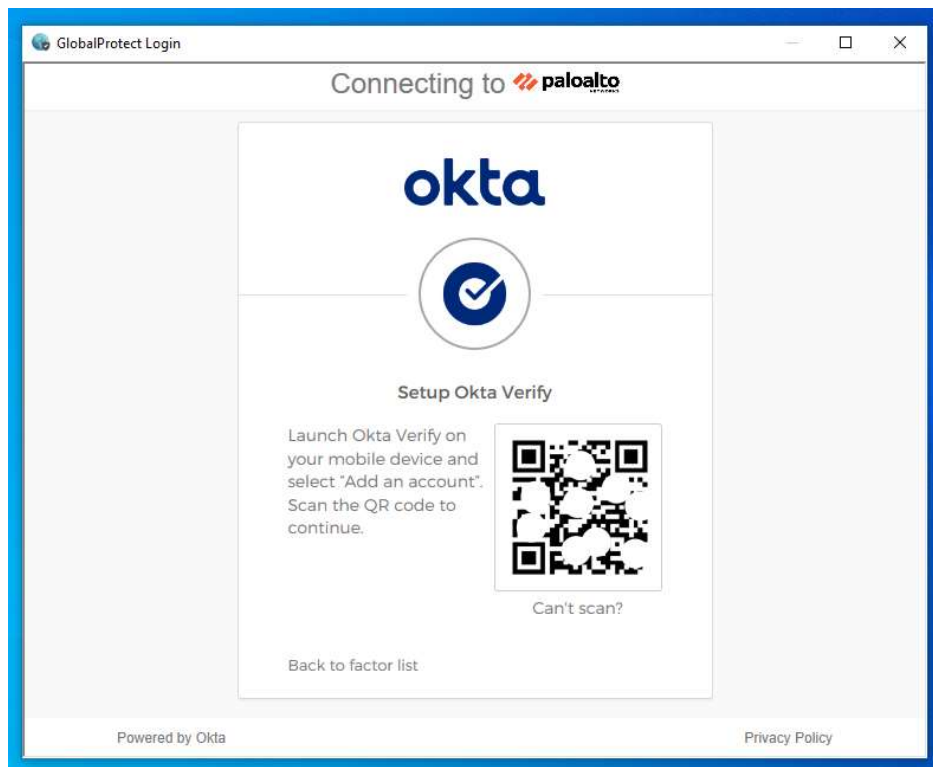 GlobalProtect Login
Connecting to paloalto
NETWORKS
okta
Setup Okta Verify
Launch Okta Verify on
your mobile device and
select "Add an account".
Scan the QR code to
continue.
Can't scan?
Back to factor list
Powered by Okta
Privacy Policy